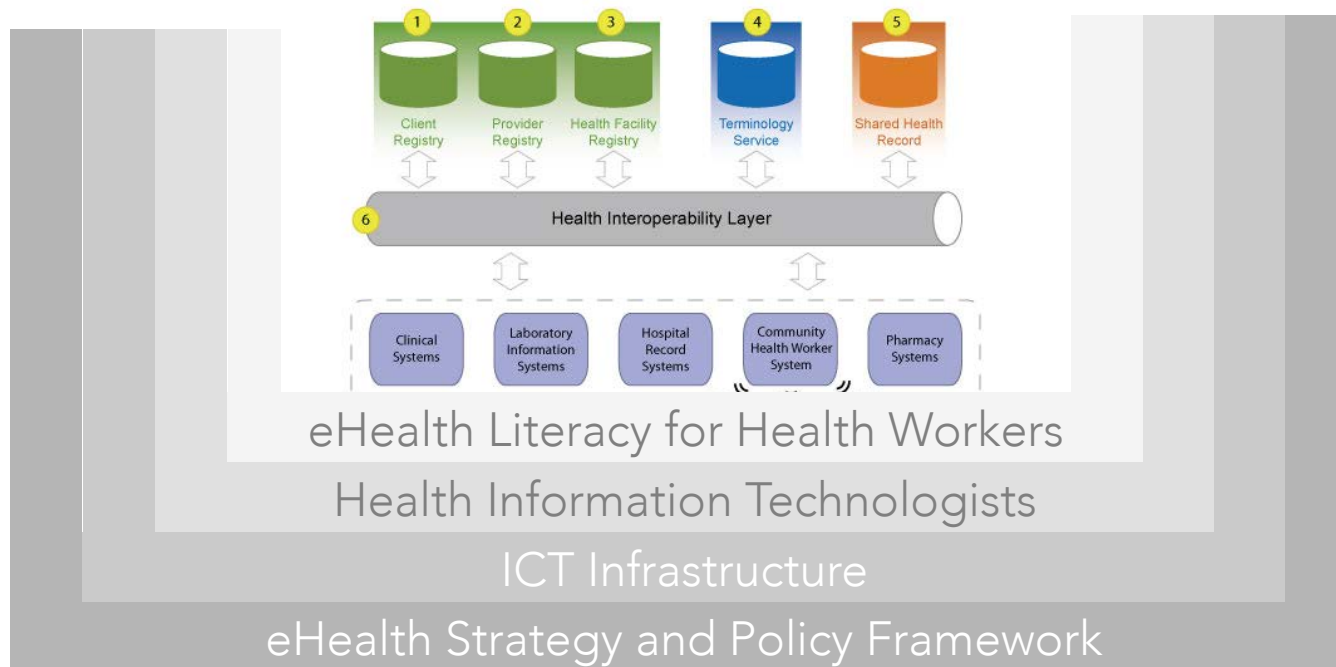 1 2 3 4 5
Client Registry
Provider Registry
Health Facility Registry
Terminology Service
Shared Health Record
6
Health Interoperability Layer
Clinical Systems
Laboratory Information Systems
Hospital Record Systems
Community Health Worker System
Pharmacy Systems
eHealth Literacy for Health Workers
Health Information Technologists
ICT Infrastructure
eHealth Strategy and Policy Framework